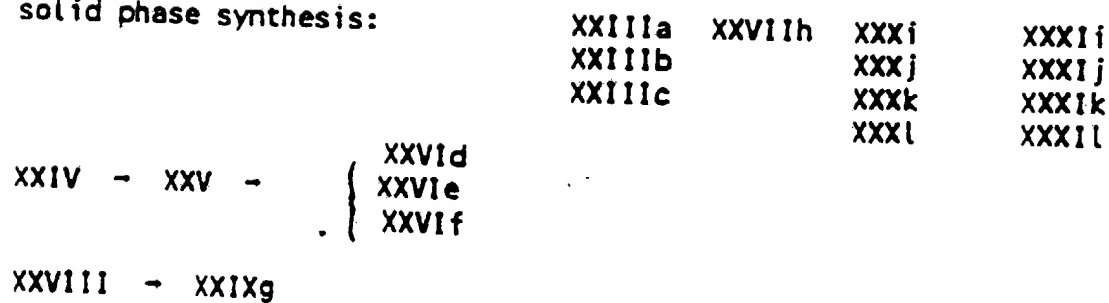 solid phase synthesis:
XXIIIa XXVIIh XXXi XXXIi
XXIIIb XXXj XXXIj
XXIIIc XXXk XXXIk
XXXl XXXIl
XXVId
XXIV - XXV - XXVIe
XXVIf
XXVIII - XXIXg